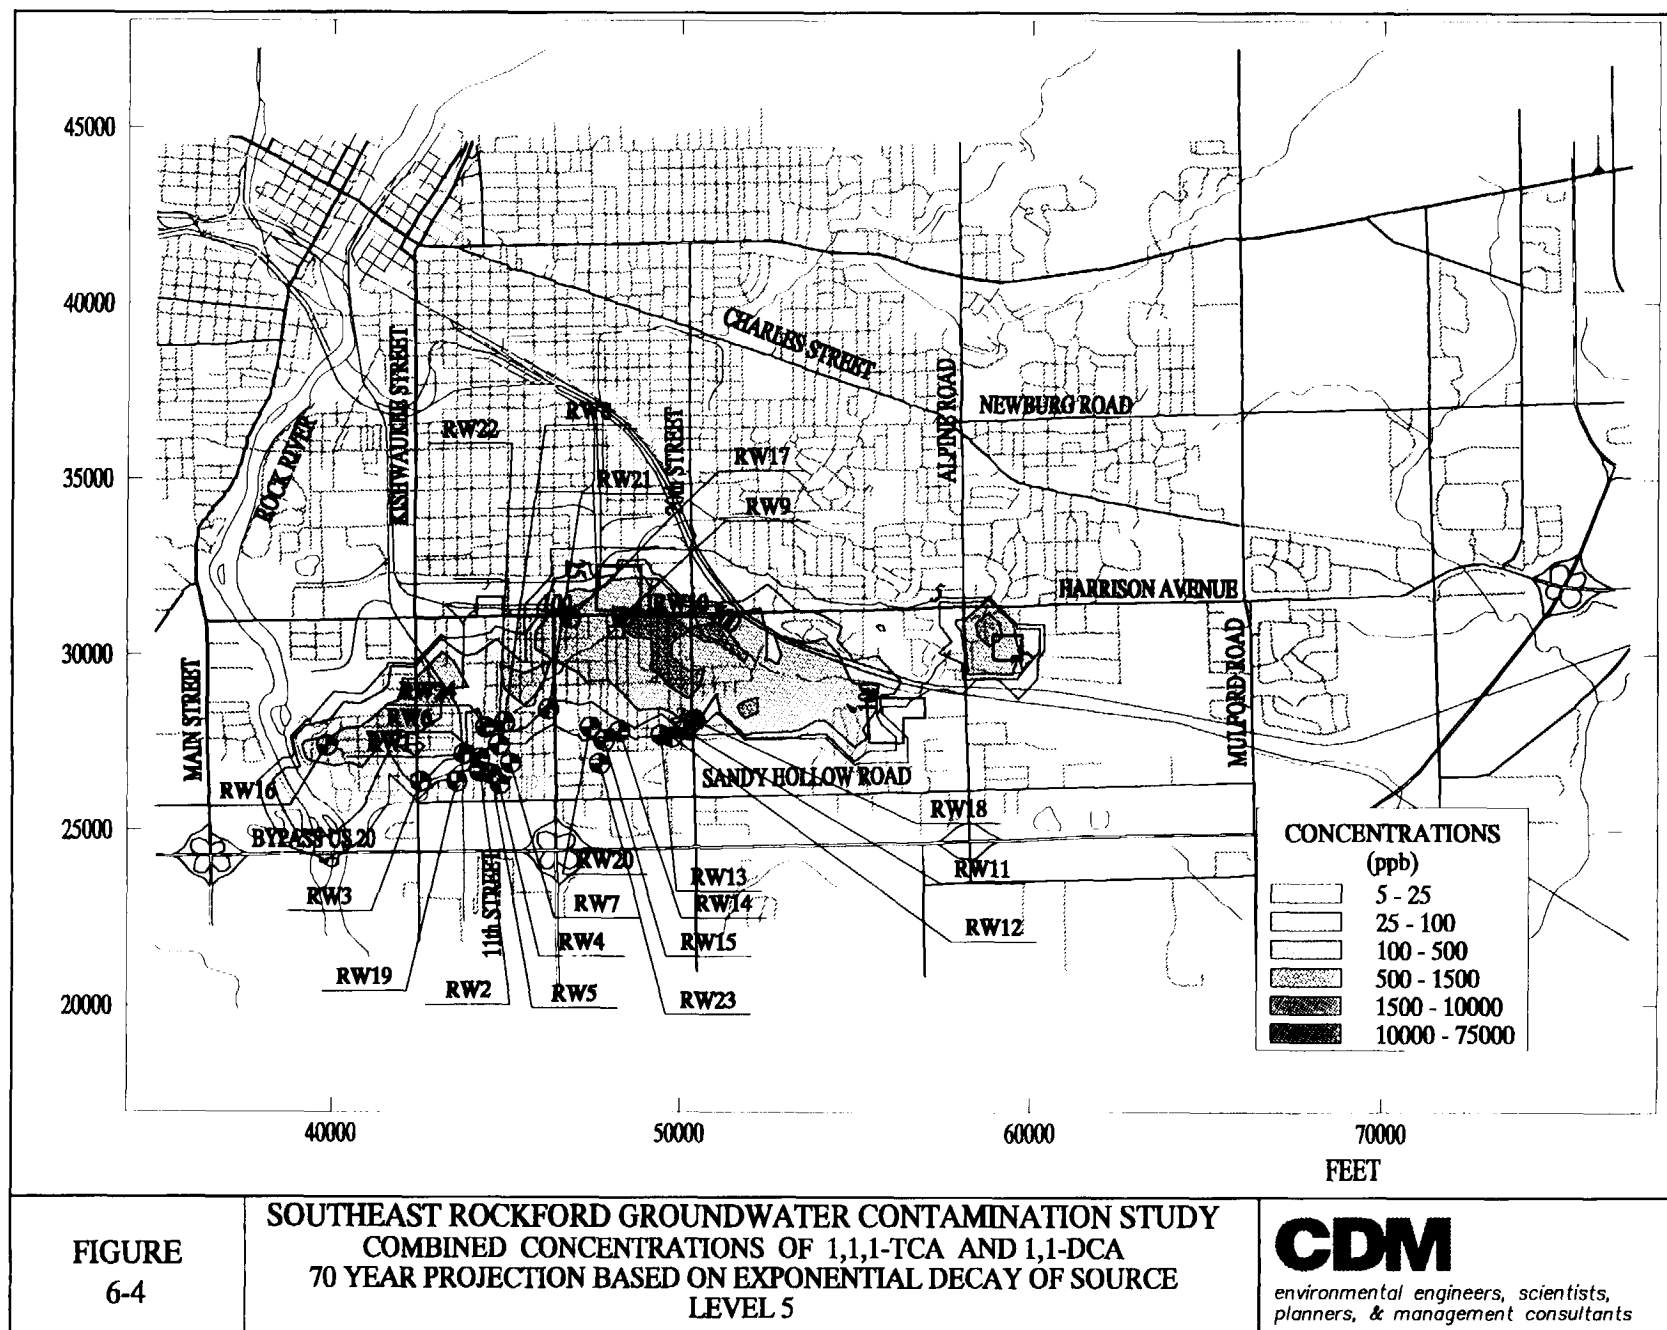 45000
40000
35000
30000
25000
20000
40000
50000
60000
70000
FEET
CHARLES STREET
KISHWAUKEE STREET
ROCK RIVER
20th STREET
ALPINE ROAD
NEWBURG ROAD
HARRISON AVENUE
MULFORD ROAD
MAIN STREET
SANDY HOLLOW ROAD
BYPASS US 20
11th STREET
RW8
RW22
RW17
RW21
RW9
100
RW10
5
RW24
RW6
RW1
RW16
RW18
RW11
RW20
RW13
RW3
RW7
RW14
RW12
RW4
RW15
RW19
RW2
RW5
RW23
CONCENTRATIONS
(ppb)
5 - 25
25 - 100
100 - 500
500 - 1500
1500 - 10000
10000 - 75000
FIGURE
6-4
SOUTHEAST ROCKFORD GROUNDWATER CONTAMINATION STUDY
COMBINED CONCENTRATIONS OF 1,1,1-TCA AND 1,1-DCA
70 YEAR PROJECTION BASED ON EXPONENTIAL DECAY OF SOURCE
LEVEL 5
CDM
environmental engineers, scientists,
planners, & management consultants